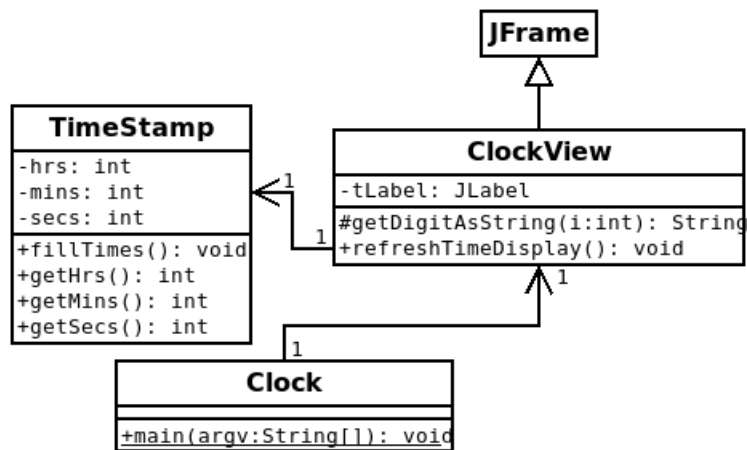 JFrame
TimeStamp
-hrs: int
-mins: int
-secs: int
+fillTimes(): void
+getHrs(): int
+getMins(): int
+getSecs(): int
1
1
ClockView
-tLabel: JLabel
#getDigitAsString(i:int): String
+refreshTimeDisplay(): void
1
1
Clock
+main(argv:String[]): void